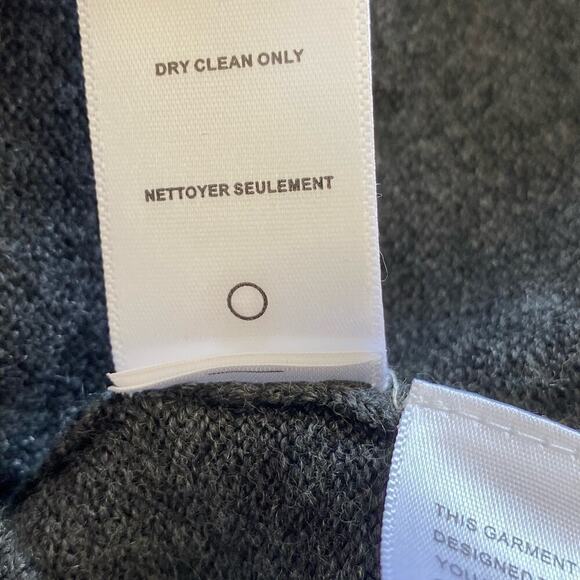 DRY CLEAN ONLY
NETTOYER SEULEMENT
THIS GARMENT
DESIGNED
YOU